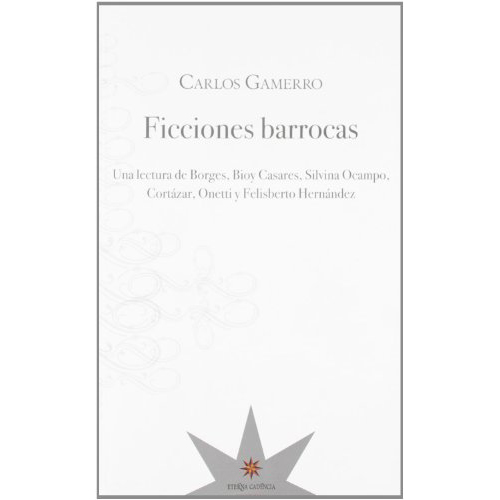 CARLOS GAMERRO
Ficciones barrocas
Una lectura de Borges, Bioy Casares, Silvina Ocampo,
Cortázar, Onetti y Felisberto Hernández
ETERNA CADENCIA